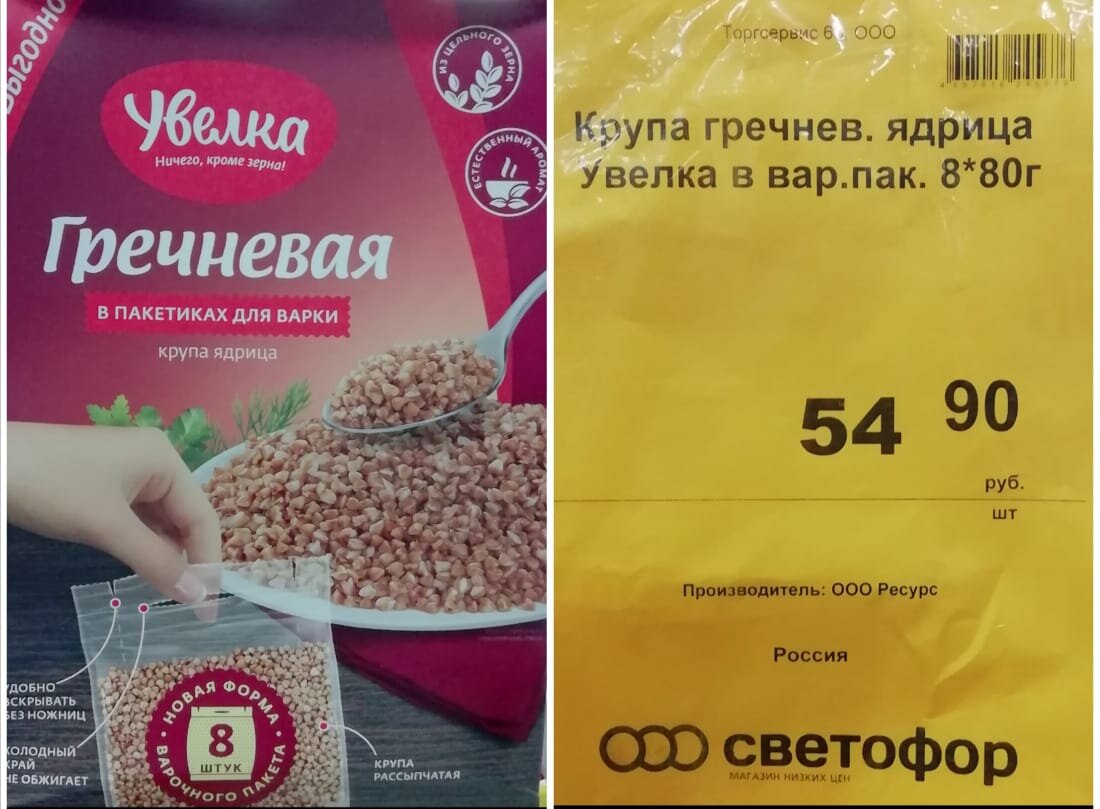 Выгодно
Увелка
Ничего, кроме зерна!
ИЗ ЦЕЛЬНОГО ЗЕРНА
ЕСТЕСТВЕННЫЙ АРОМАТ
Гречневая
В ПАКЕТИКАХ ДЛЯ ВАРКИ
крупа ядрица
УДОБНО
ВСКРЫВАТЬ
БЕЗ НОЖНИЦ
ХОЛОДНЫЙ
КРАЙ
НЕ ОБЖИГАЕТ
НОВАЯ ФОРМА
8
ШТУК
ВАРОЧНОГО ПАКЕТА
КРУПА
РАССЫПЧАТАЯ
Торгсервис ООО
Крупа гречнев. ядрица
Увелка в вар.пак. 8*80г
54 90
руб.
шт
Производитель: ООО Ресурс
Россия
светофор
МАГАЗИН НИЗКИХ ЦЕН